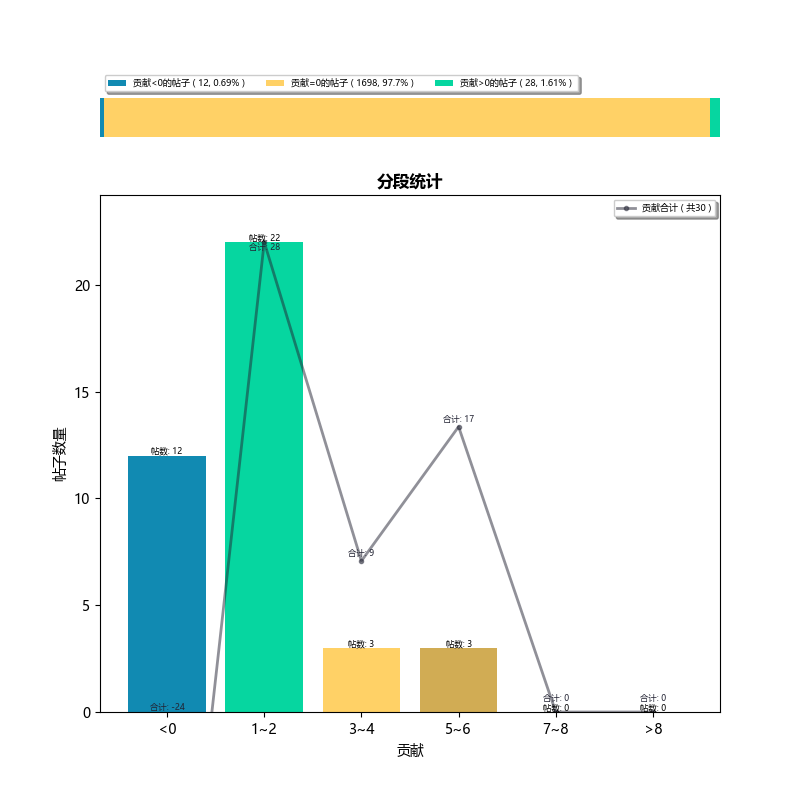 贡献<0的帖子 ( 12, 0.69% ) 贡献=0的帖子 ( 1698, 97.7% ) 贡献>0的帖子 ( 28, 1.61% )
分段统计
贡献合计 ( 共30 )
帖数: 22
合计: 28
20
合计: 17
15
帖数: 12
帖子数量
10
合计: 9
5
帖数: 3
帖数: 3
合计: -24
合计: 0
帖数: 0
合计: 0
帖数: 0
0
<0 1~2 3~4 5~6 7~8 >8
贡献